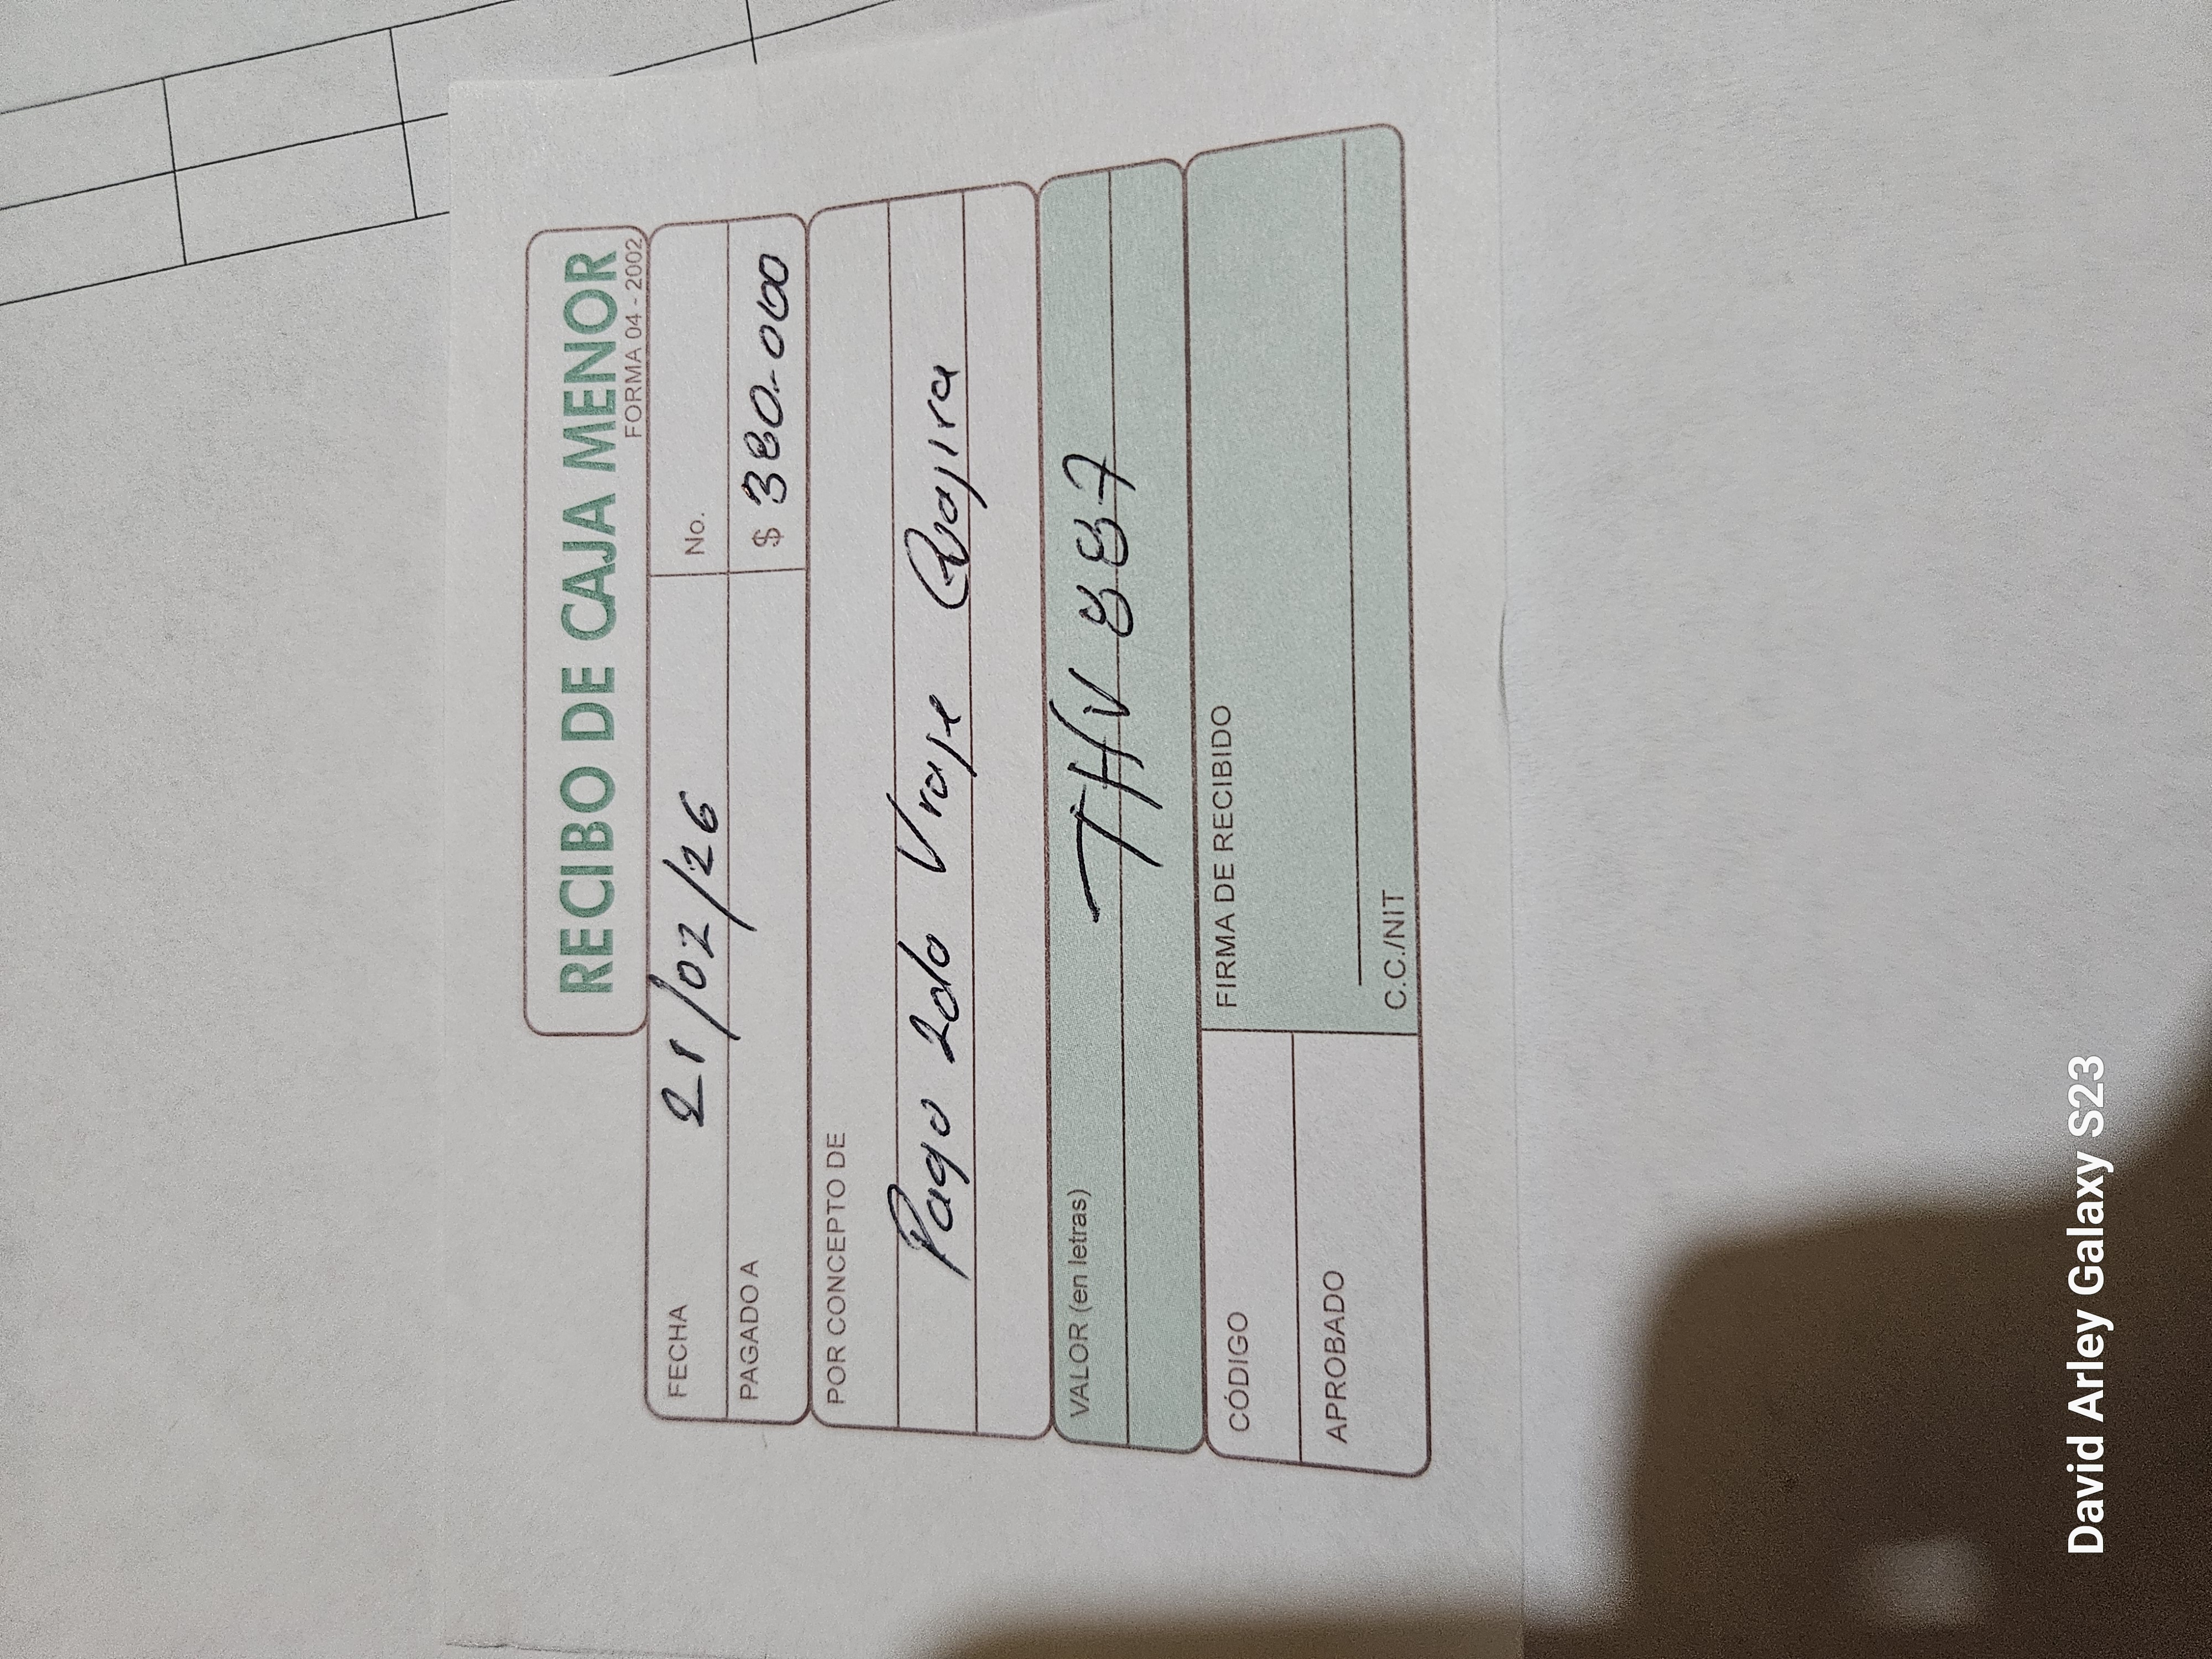 RECIBO DE CAJA MENOR
FORMA 04 - 2002
FECHA 21/02/26 No.
PAGADO A $ 380.000
POR CONCEPTO DE
Pago 2do Viaje Guajira
VALOR (en letras)
THV 887
CÓDIGO
APROBADO
FIRMA DE RECIBIDO
C.C./NIT
David Arley Galaxy S23